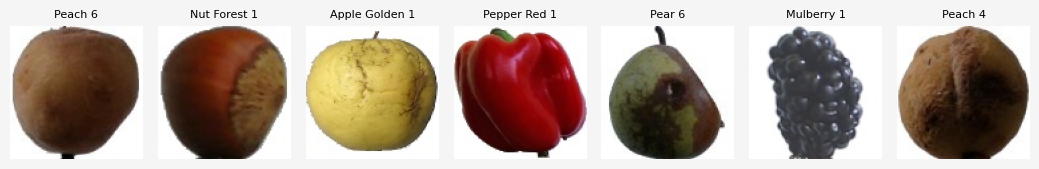 Peach 6
Nut Forest 1
Apple Golden 1
Pepper Red 1
Pear 6
Mulberry 1
Peach 4